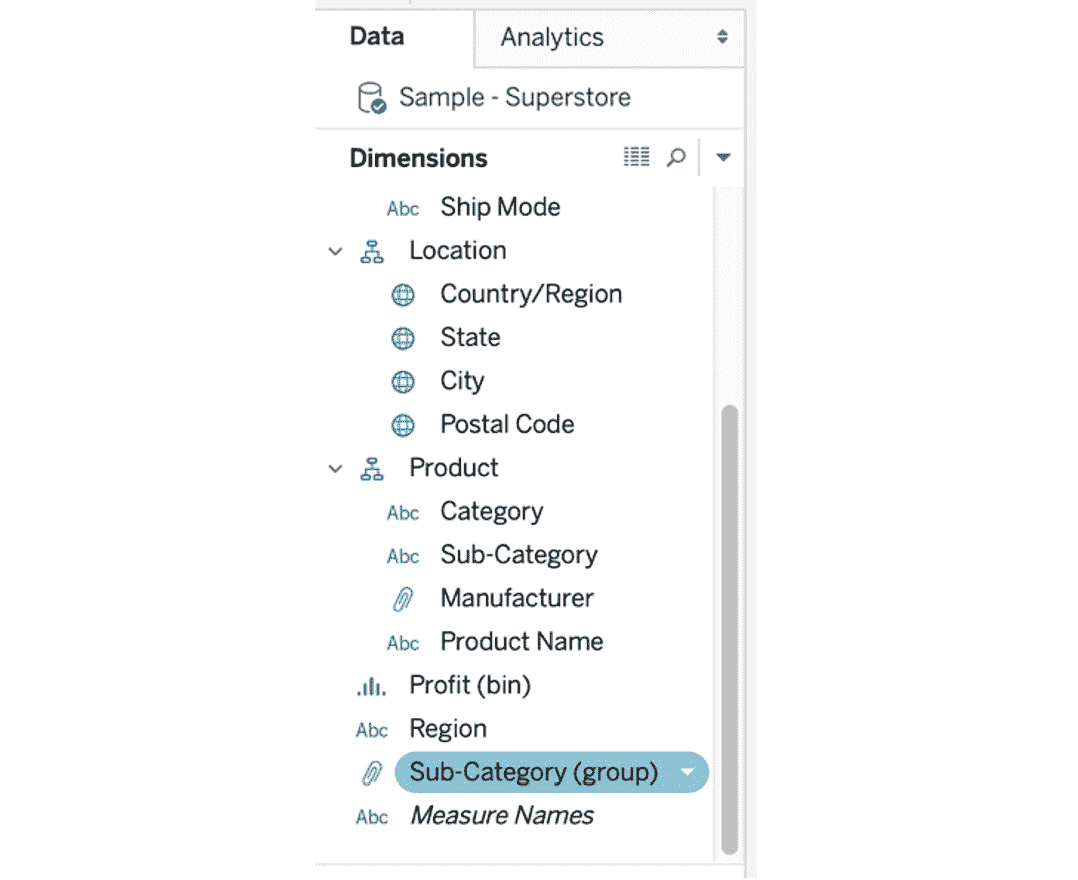 Data Analytics
Sample - Superstore
Dimensions
Abc Ship Mode
Location
Country/Region
State
City
Postal Code
Product
Abc Category
Abc Sub-Category
Manufacturer
Abc Product Name
Profit (bin)
Abc Region
Sub-Category (group)
Abc Measure Names